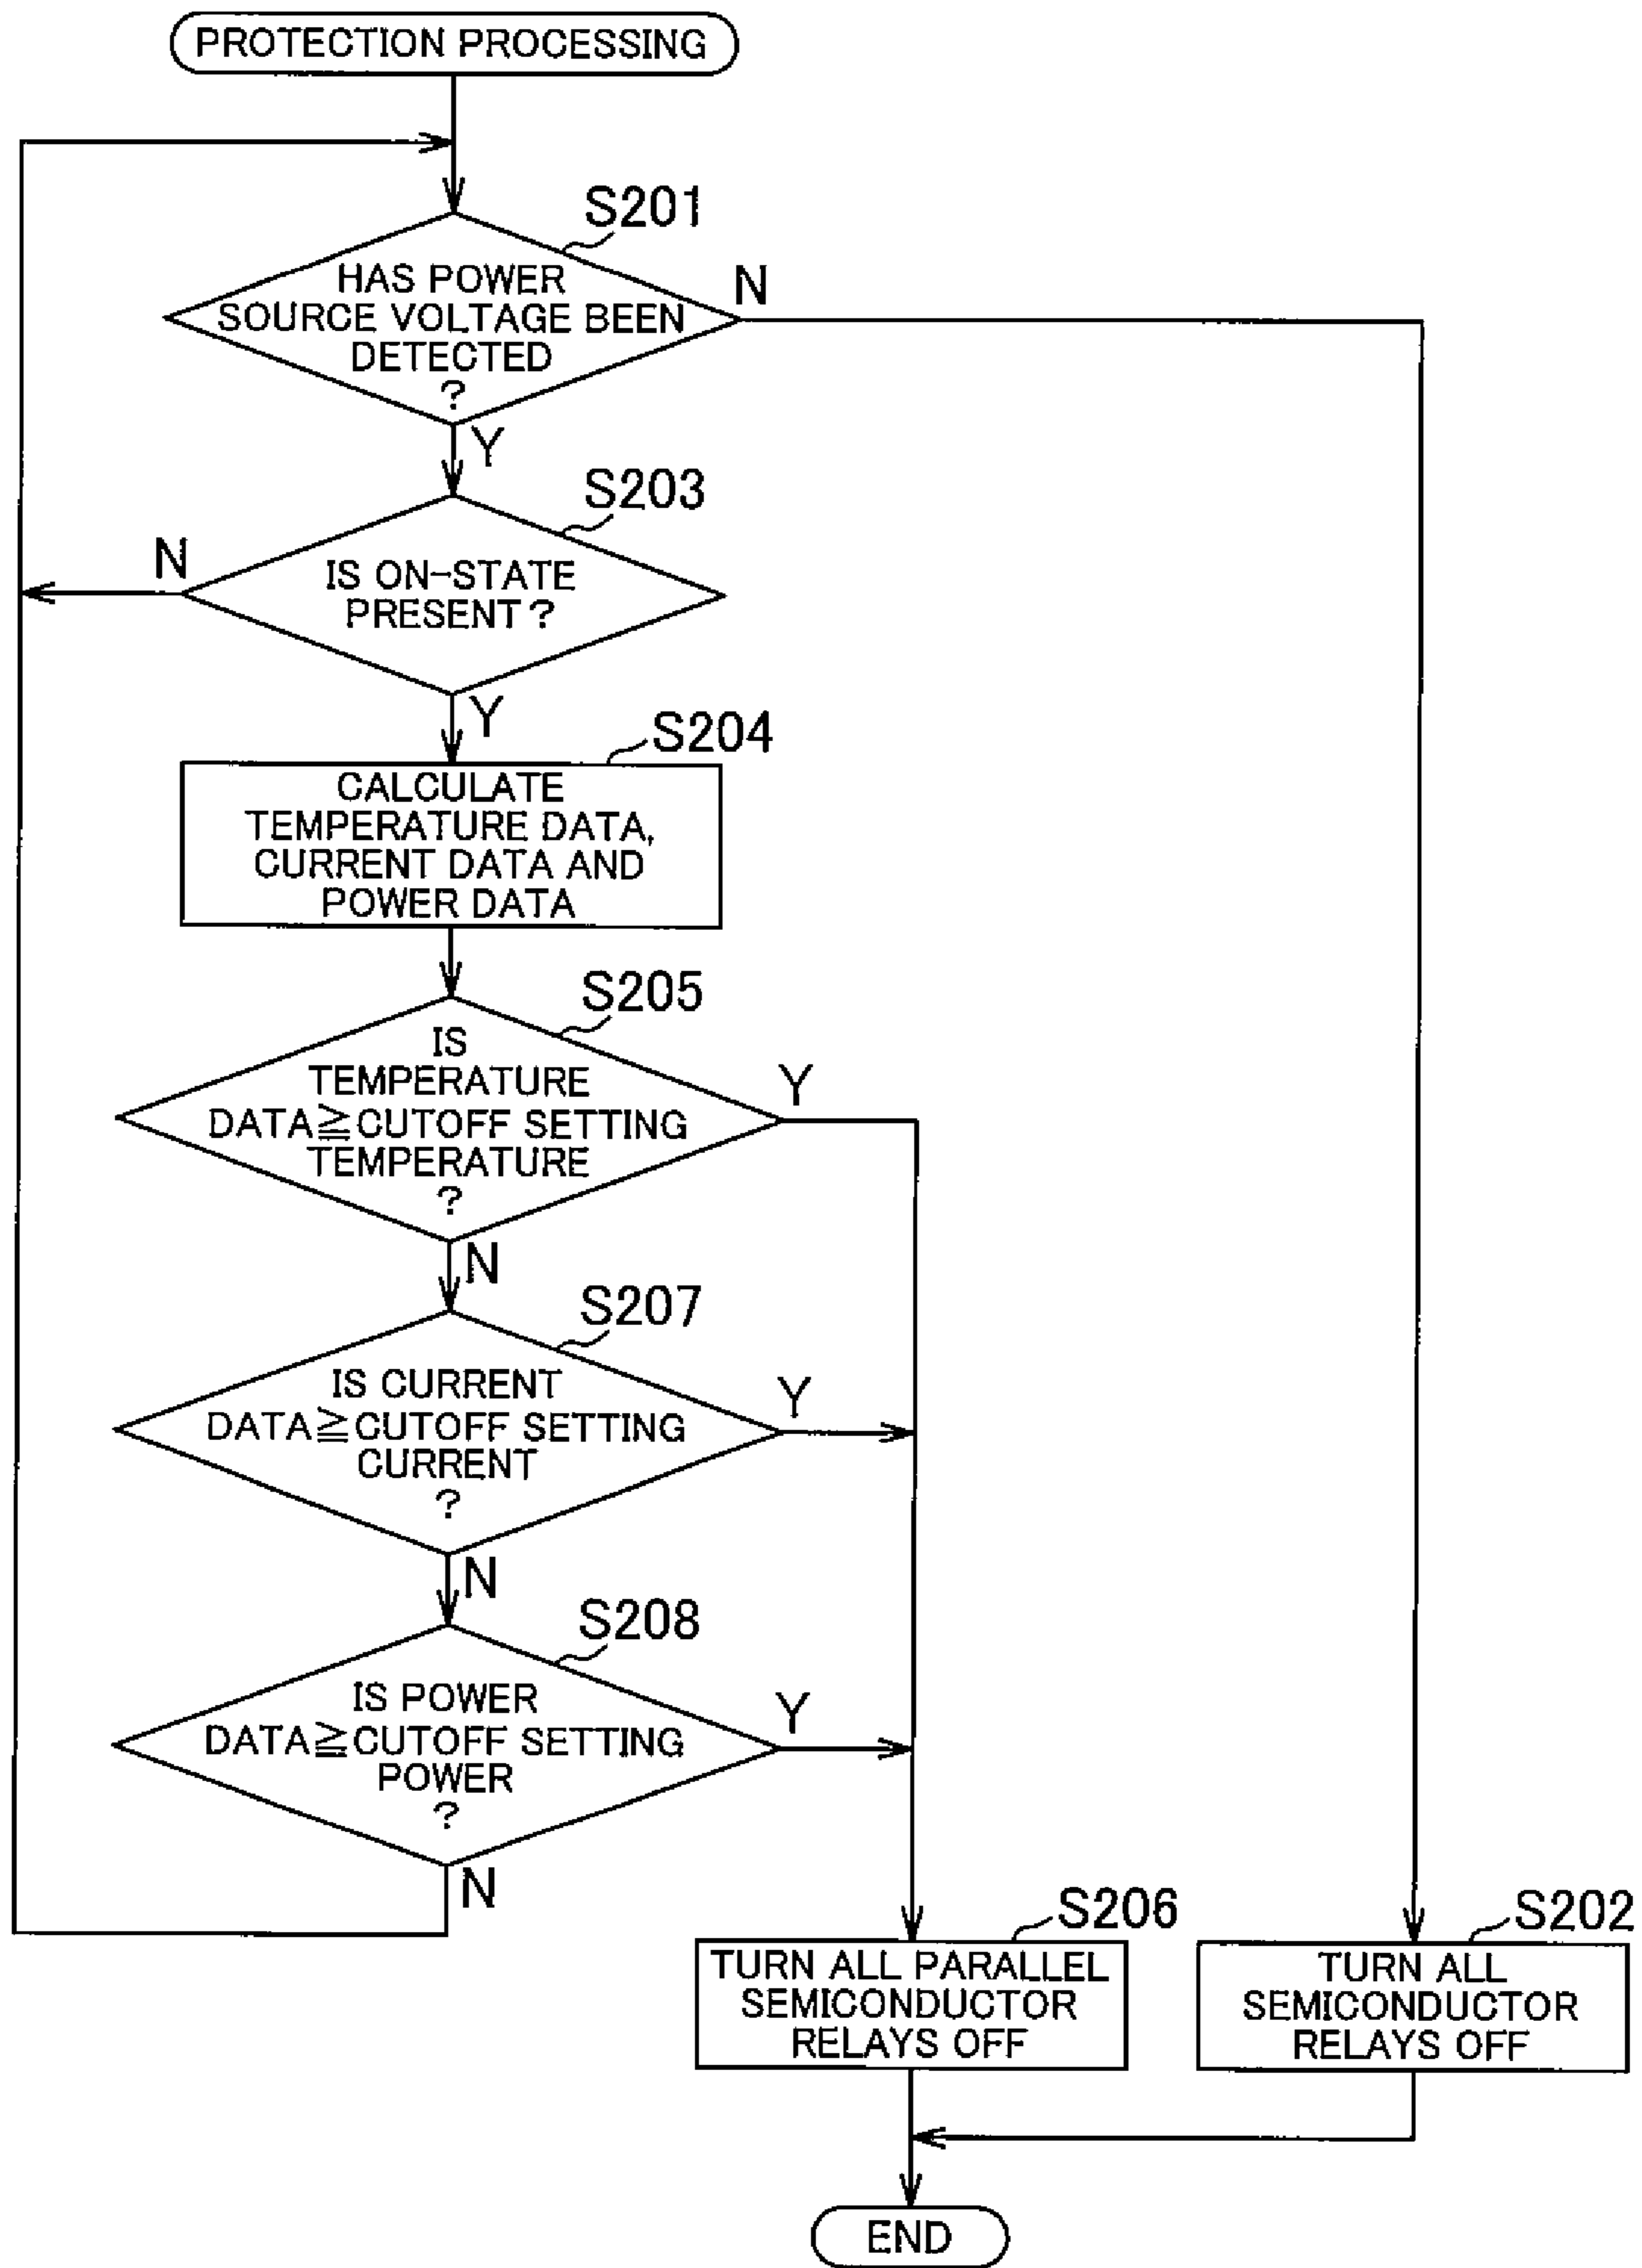 PROTECTION PROCESSING
S201
HAS POWER
SOURCE VOLTAGE BEEN
DETECTED
?
N
Y
S203
IS ON-STATE
PRESENT?
N
Y
S204
CALCULATE
TEMPERATURE DATA,
CURRENT DATA AND
POWER DATA
S205
IS
TEMPERATURE
DATA≧CUTOFF SETTING
TEMPERATURE
?
Y
N
S207
IS CURRENT
DATA≧CUTOFF SETTING
CURRENT
?
Y
N
S208
IS POWER
DATA≧CUTOFF SETTING
POWER
?
Y
N
S206
TURN ALL PARALLEL
SEMICONDUCTOR
RELAYS OFF
S202
TURN ALL
SEMICONDUCTOR
RELAYS OFF
END